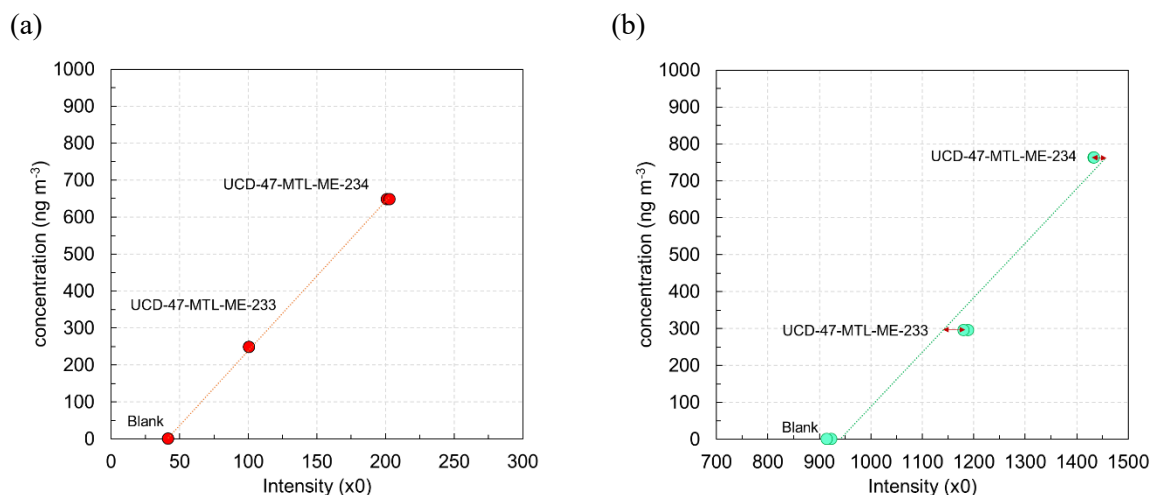 (a)
1000
900
800
700
600
500
400
300
200
100
0
concentration (ng m-3)
UCD-47-MTL-ME-234
UCD-47-MTL-ME-233
Blank
0 50 100 150 200 250 300
Intensity (x0)
(b)
1000
900
800
700
600
500
400
300
200
100
0
concentration (ng m-3)
UCD-47-MTL-ME-234
UCD-47-MTL-ME-233
Blank
700 800 900 1000 1100 1200 1300 1400 1500
Intensity (x0)